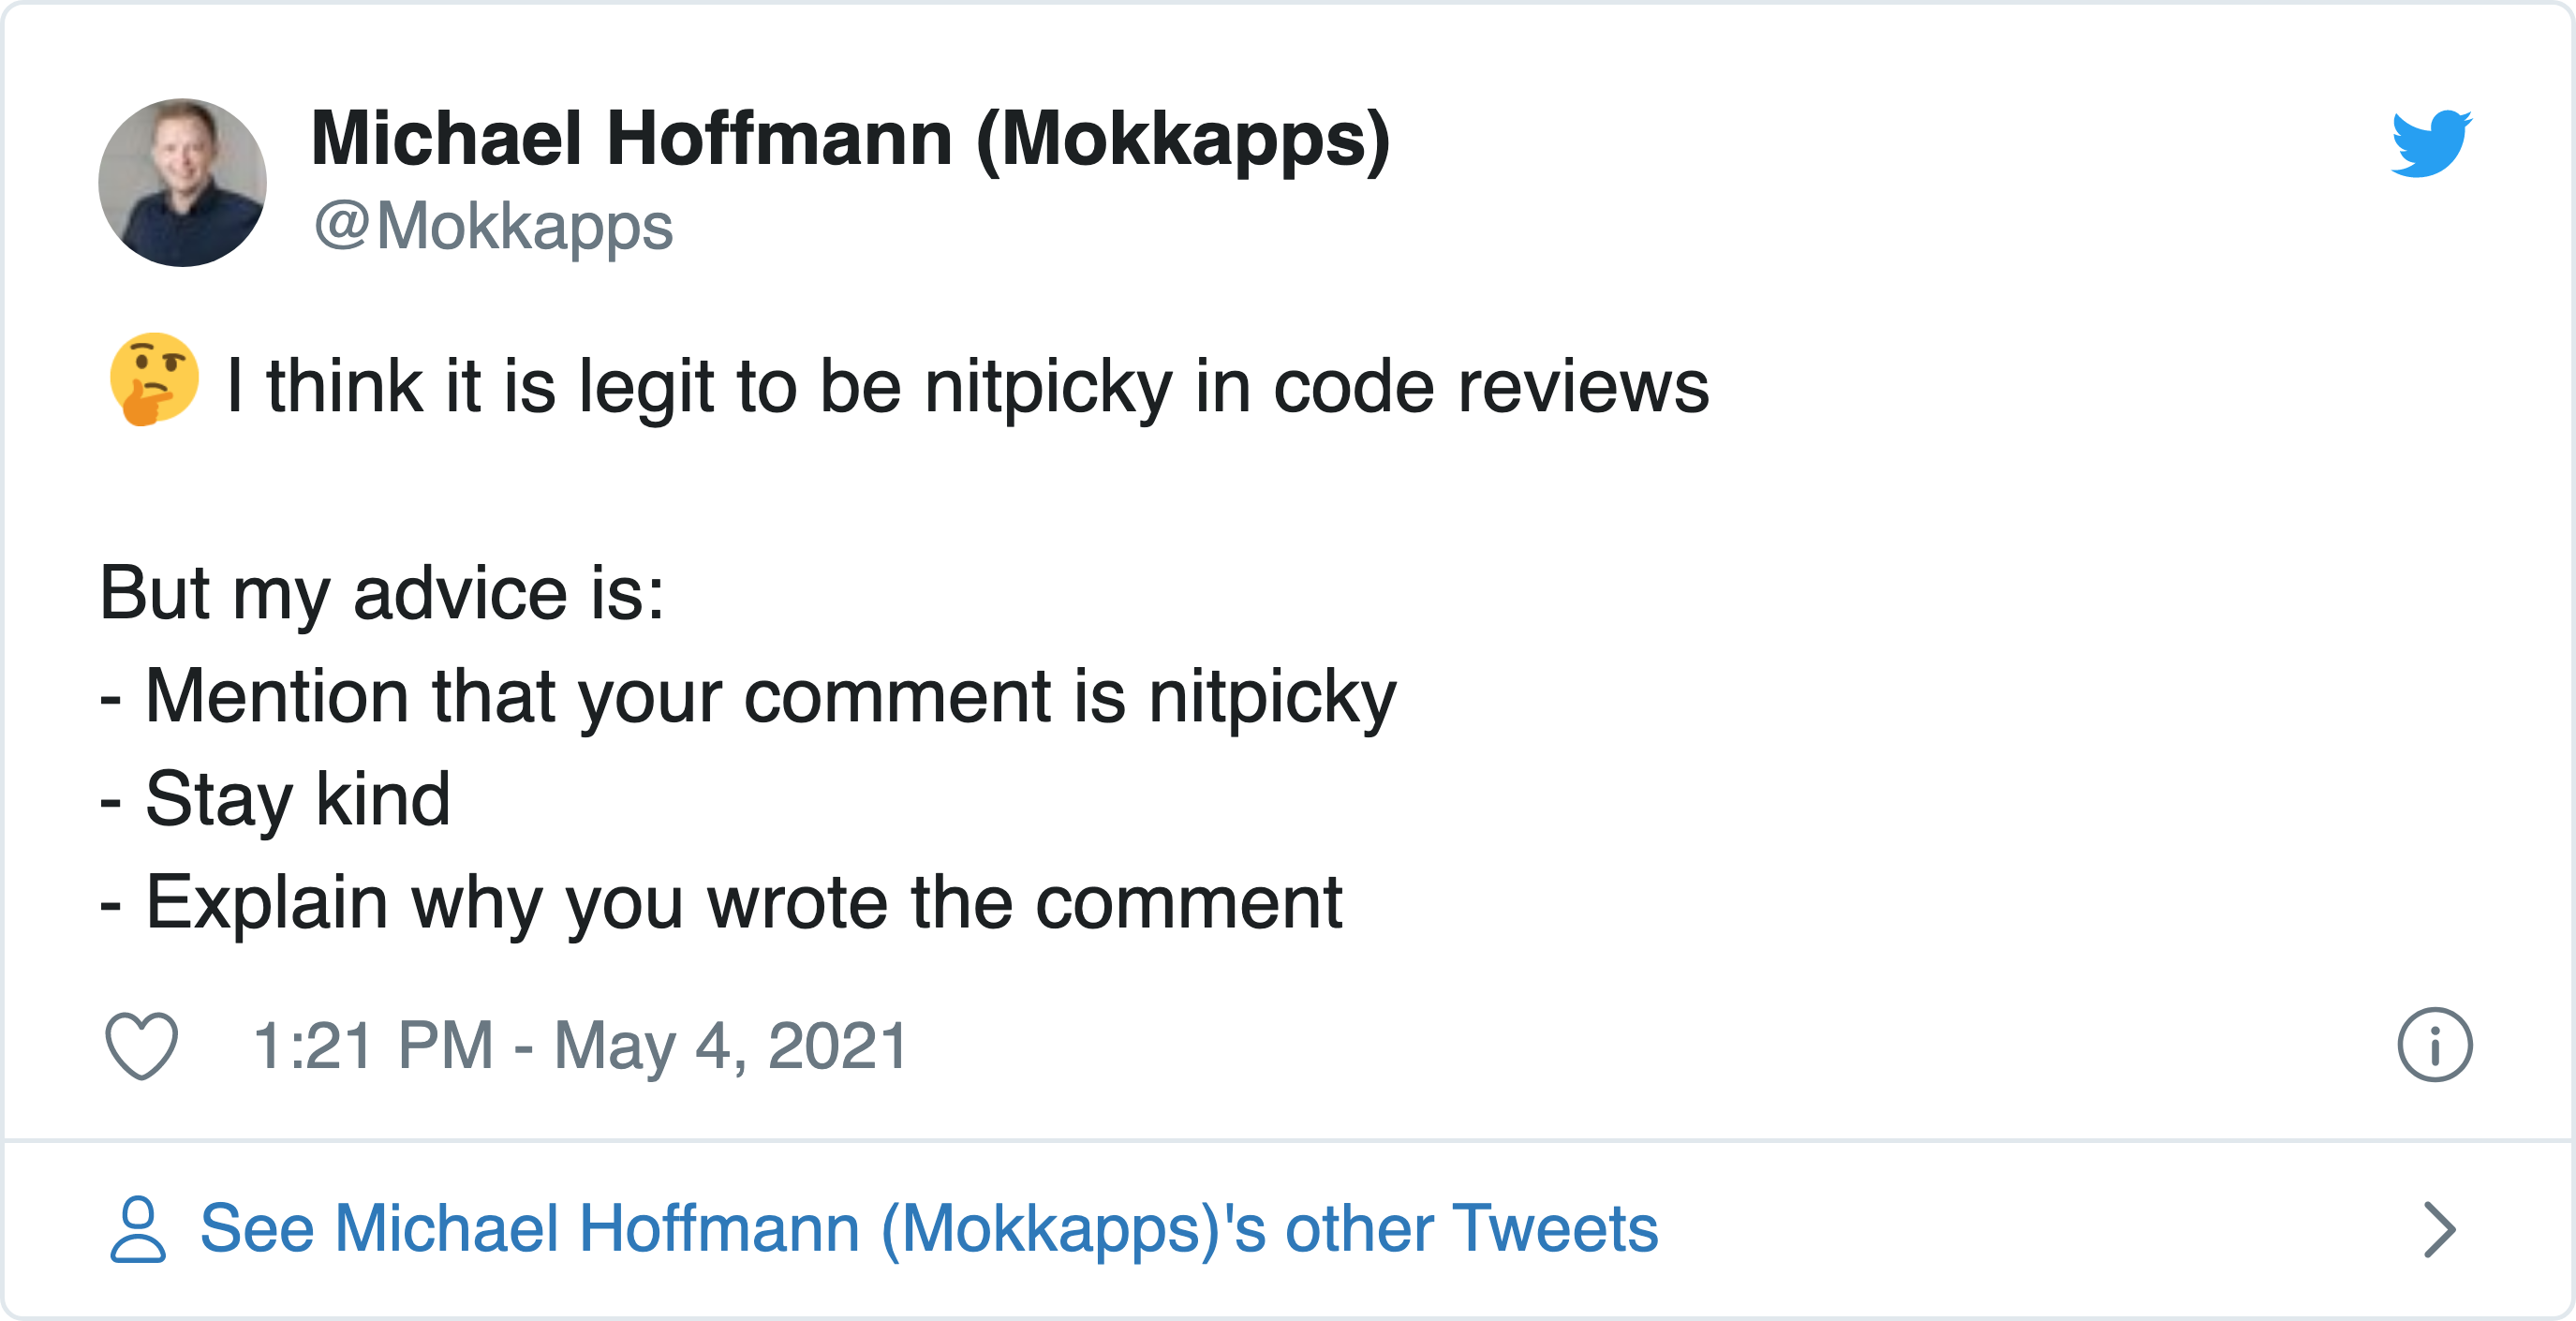 Michael Hoffmann (Mokkapps)
@Mokkapps
🤔 I think it is legit to be nitpicky in code reviews
But my advice is:
- Mention that your comment is nitpicky
- Stay kind
- Explain why you wrote the comment
1:21 PM - May 4, 2021
See Michael Hoffmann (Mokkapps)'s other Tweets